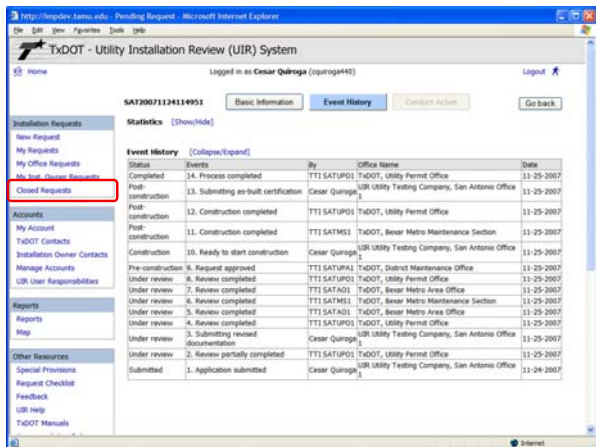 http://impdev.tamu.edu - Pending Request - Microsoft Internet Explorer
File Edit View Favorites Tools Help
TxDOT - Utility Installation Review (UIR) System
Home Logged in as Cesar Quiroga (cquiroga440) Logout
SAT20071124114951 Basic Information Event History Conduct Action Go back
Installation Requests
New Request
My Requests
My Office Requests
My Inst. Owner Requests
Closed Requests
Accounts
My Account
TxDOT Contacts
Installation Owner Contacts
Manage Accounts
UIR User Responsibilities
Reports
Reports
Map
Other Resources
Special Provisions
Request Checklist
Feedback
UIR Help
TxDOT Manuals
Statistics [Show/Hide]
Event History [Collapse/Expand]
Status Events By Office Name Date
Completed 14. Process completed TTI SATUPO1 TxDOT, Utility Permit Office 11-25-2007
Post-construction 13. Submitting as-built certification Cesar Quiroga UIR Utility Testing Company, San Antonio Office 1 11-25-2007
Post-construction 12. Construction completed TTI SATUPO1 TxDOT, Utility Permit Office 11-25-2007
Post-construction 11. Construction completed TTI SATMS1 TxDOT, Bexar Metro Maintenance Section 11-25-2007
Construction 10. Ready to start construction Cesar Quiroga UIR Utility Testing Company, San Antonio Office 1 11-25-2007
Pre-construction 9. Request approved TTI SATUPA1 TxDOT, District Maintenance Office 11-25-2007
Under review 8. Review completed TTI SATUPO1 TxDOT, Utility Permit Office 11-25-2007
Under review 7. Review completed TTI SATAO1 TxDOT, Bexar Metro Area Office 11-25-2007
Under review 6. Review completed TTI SATMS1 TxDOT, Bexar Metro Maintenance Section 11-25-2007
Under review 5. Review completed TTI SATAO1 TxDOT, Bexar Metro Area Office 11-25-2007
Under review 4. Review completed TTI SATUPO1 TxDOT, Utility Permit Office 11-25-2007
Under review 3. Submitting revised documentation Cesar Quiroga UIR Utility Testing Company, San Antonio Office 1 11-25-2007
Under review 2. Review partially completed TTI SATUPO1 TxDOT, Utility Permit Office 11-25-2007
Submitted 1. Application submitted Cesar Quiroga UIR Utility Testing Company, San Antonio Office 1 11-24-2007
Internet